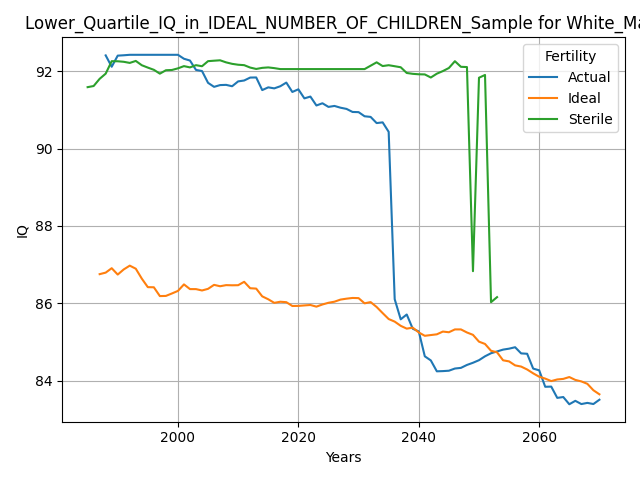 Lower_Quartile_IQ_in_IDEAL_NUMBER_OF_CHILDREN_Sample for White_Ma
Fertility
Actual
Ideal
Sterile
IQ
92
90
88
86
84
2000
2020
2040
2060
Years